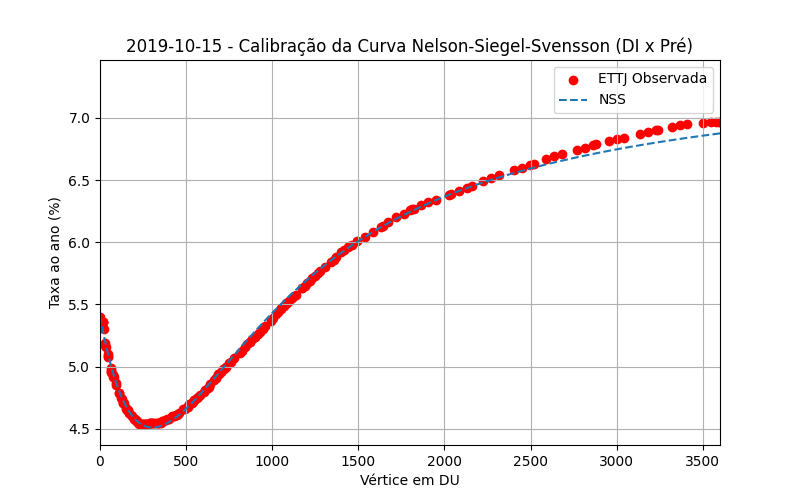 2019-10-15 - Calibração da Curva Nelson-Siegel-Svensson (DI x Pré)
ETTJ Observada
NSS
Taxa ao ano (%)
7.0
6.5
6.0
5.5
5.0
4.5
0 500 1000 1500 2000 2500 3000 3500
Vértice em DU